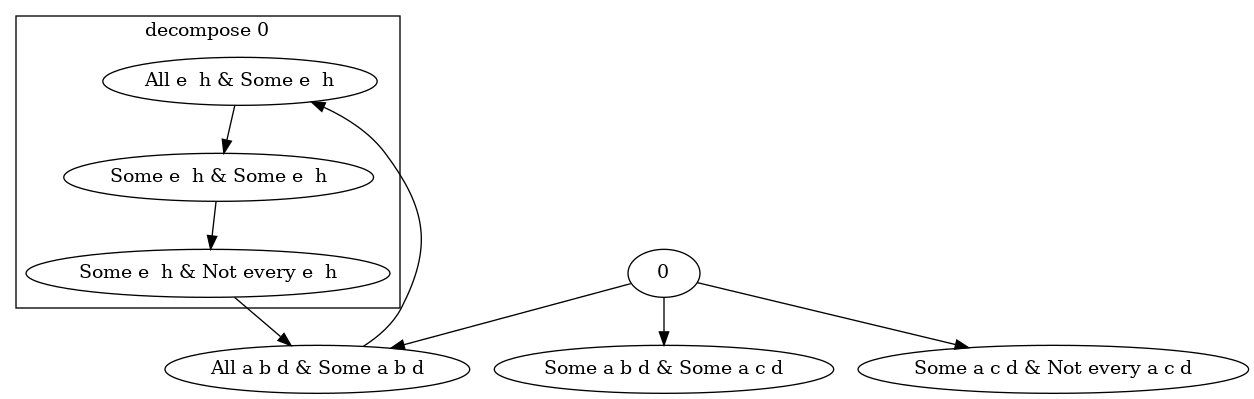 decompose 0
All e  h & Some e  h
Some e  h & Some e  h
Some e  h & Not every e  h
0
All a b d & Some a b d
Some a b d & Some a c d
Some a c d & Not every a c d